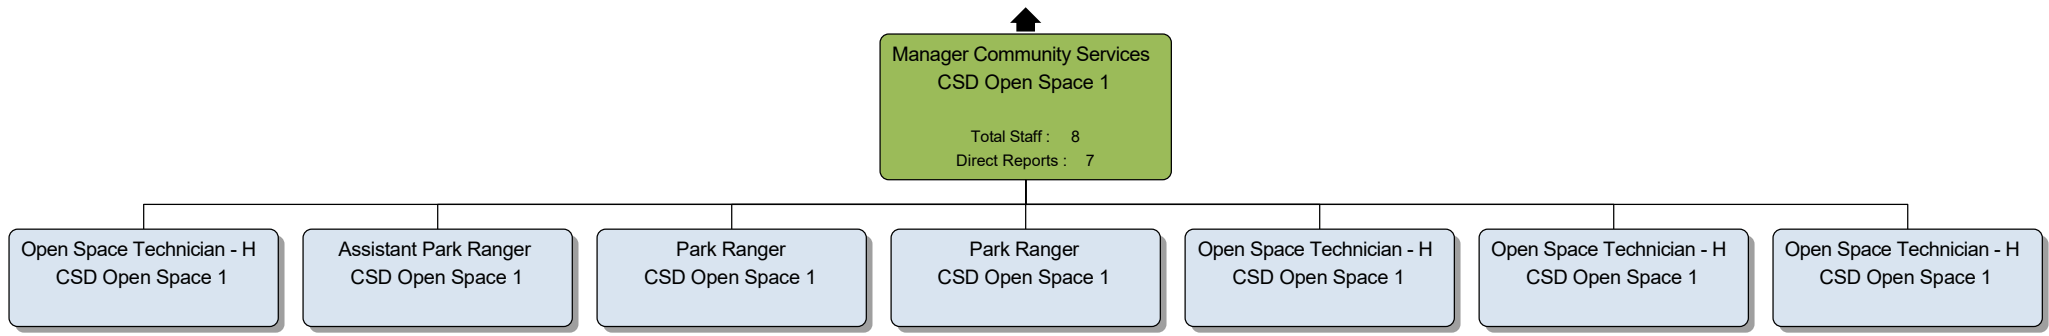 Manager Community Services
CSD Open Space 1
Total Staff : 8
Direct Reports : 7
Open Space Technician - H
CSD Open Space 1
Assistant Park Ranger
CSD Open Space 1
Park Ranger
CSD Open Space 1
Park Ranger
CSD Open Space 1
Open Space Technician - H
CSD Open Space 1
Open Space Technician - H
CSD Open Space 1
Open Space Technician - H
CSD Open Space 1